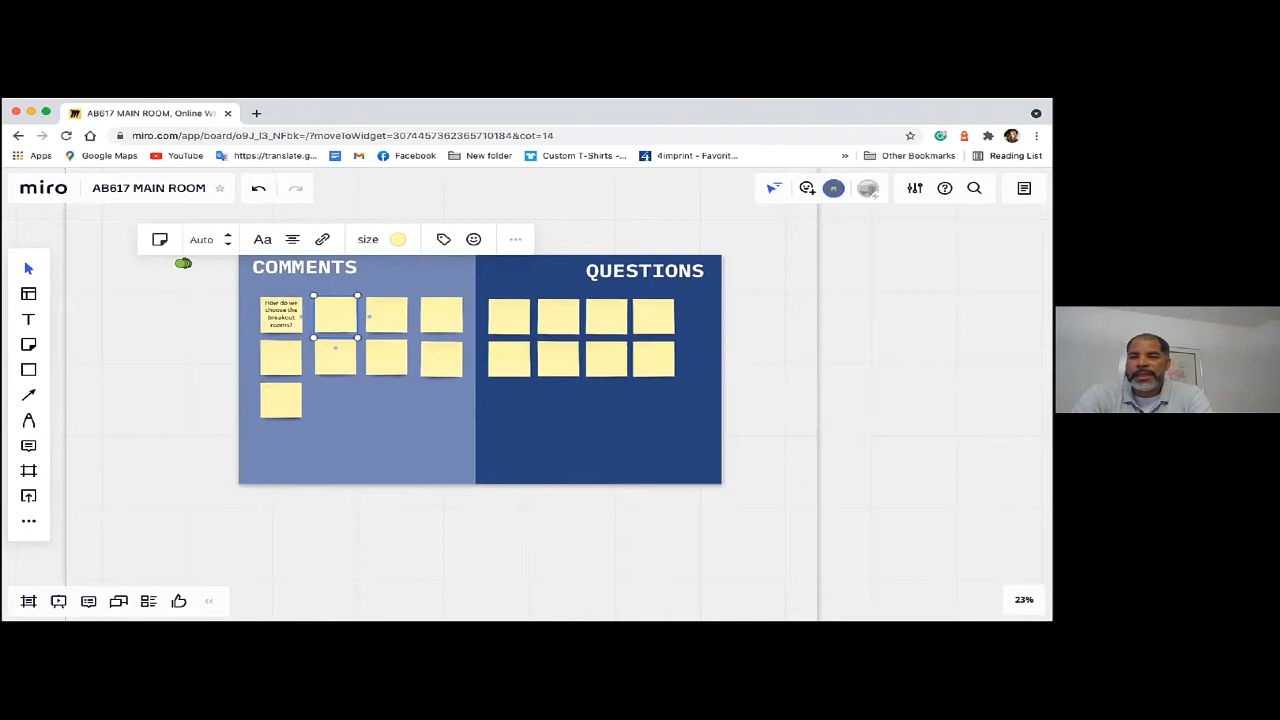 AB617 MAIN ROOM, Online Wh
miro.com/app/board/o9J_l3_NFbk=/?moveToWidget=3074457362365710184&cot=14
Apps Google Maps YouTube https://translate.g... Facebook New folder Custom T-Shirts -... 4imprint - Favorit... » Other Bookmarks Reading List
miro AB617 MAIN ROOM
M
Auto Aa size
COMMENTS QUESTIONS
How do we
choose the
breakout
rooms?
23%